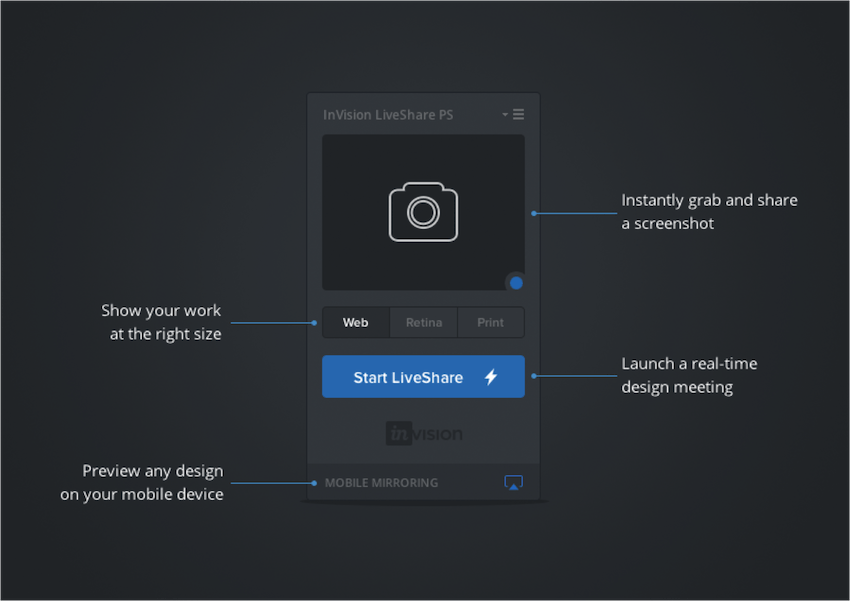 InVision LiveShare PS
Instantly grab and share
a screenshot
Show your work
at the right size
Web Retina Print
Launch a real-time
design meeting
Start LiveShare
inVISION
Preview any design
on your mobile device
MOBILE MIRRORING